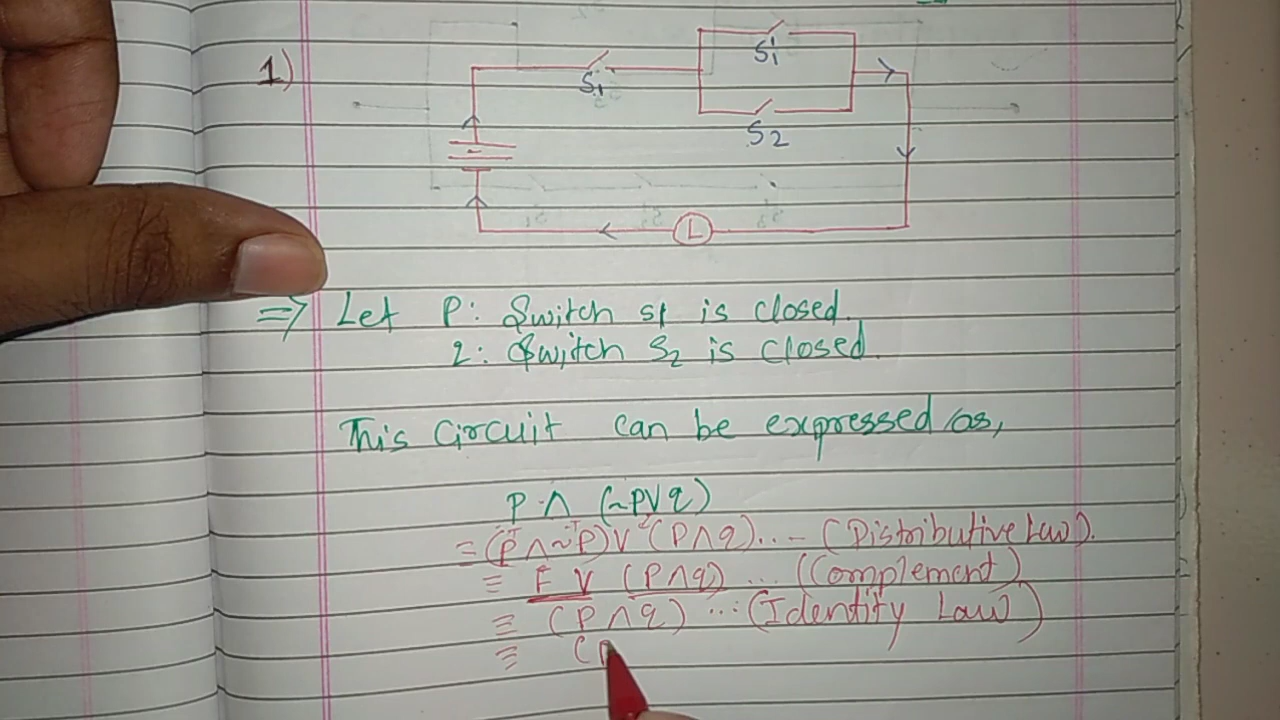 1)
S₁
S₁'
S₂
L
⇒ Let P: Switch S1 is closed.
q: Switch S₂ is closed.
This Circuit can be expressed as,
P ∧ (~P∨q)
≡ (P ∧ ~P) ∨ (P∧q)... - (Distributive Law).
≡ F ∨ (P∧q) ... (Complement)
≡ (P ∧ q) ...: (Identity Law)
≡ (P